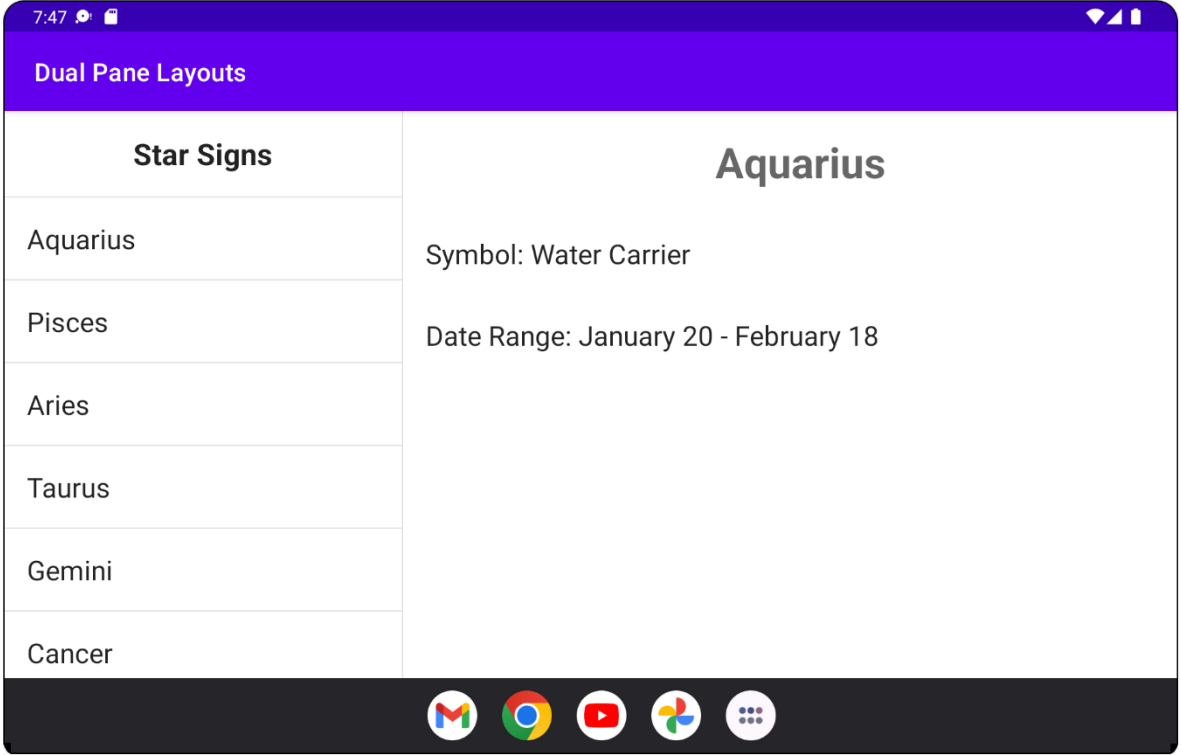 7:47
Dual Pane Layouts
Star Signs
Aquarius
Pisces
Aries
Taurus
Gemini
Cancer
Aquarius
Symbol: Water Carrier
Date Range: January 20 - February 18